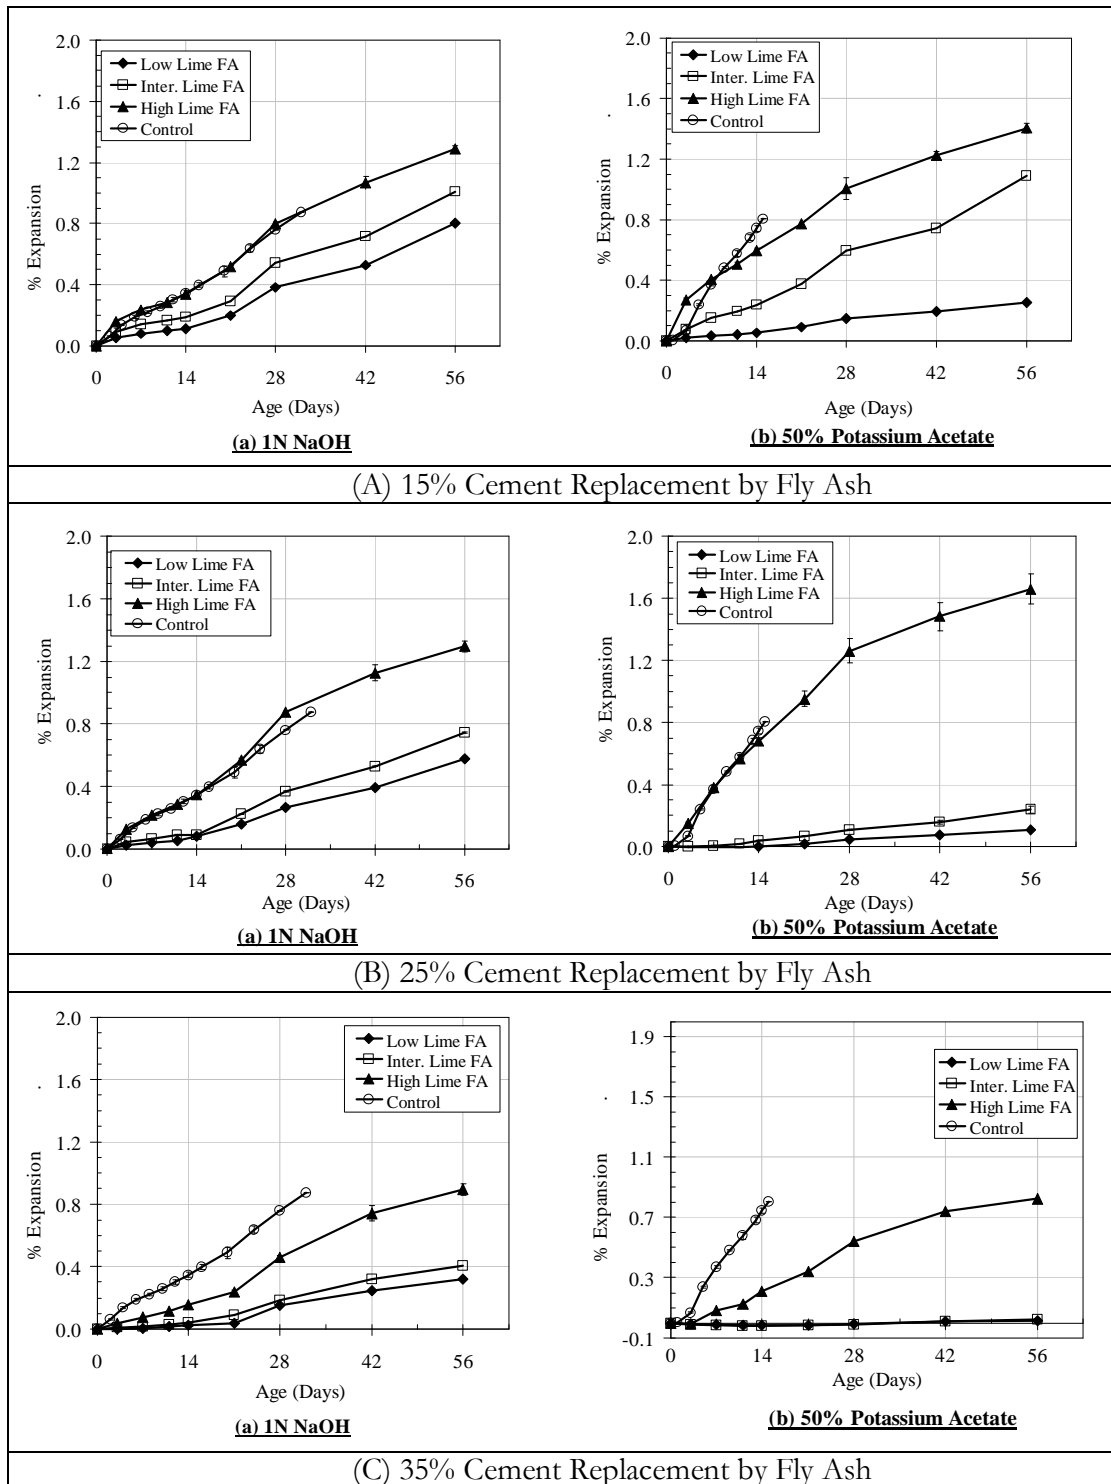 2.0
1.6
1.2
0.8
0.4
0.0
% Expansion
Low Lime FA
Inter. Lime FA
High Lime FA
Control
0 14 28 42 56
Age (Days)
(a) 1N NaOH
2.0
1.6
1.2
0.8
0.4
0.0
% Expansion
Low Lime FA
Inter. Lime FA
High Lime FA
Control
0 14 28 42 56
Age (Days)
(b) 50% Potassium Acetate
(A) 15% Cement Replacement by Fly Ash
2.0
1.6
1.2
0.8
0.4
0.0
% Expansion
Low Lime FA
Inter. Lime FA
High Lime FA
Control
0 14 28 42 56
Age (Days)
(a) 1N NaOH
2.0
1.6
1.2
0.8
0.4
0.0
% Expansion
Low Lime FA
Inter. Lime FA
High Lime FA
Control
0 14 28 42 56
Age (Days)
(b) 50% Potassium Acetate
(B) 25% Cement Replacement by Fly Ash
2.0
1.6
1.2
0.8
0.4
0.0
% Expansion
Low Lime FA
Inter. Lime FA
High Lime FA
Control
0 14 28 42 56
Age (Days)
(a) 1N NaOH
1.9
1.5
1.1
0.7
0.3
-0.1
% Expansion
Low Lime FA
Inter. Lime FA
High Lime FA
Control
0 14 28 42 56
Age (Days)
(b) 50% Potassium Acetate
(C) 35% Cement Replacement by Fly Ash